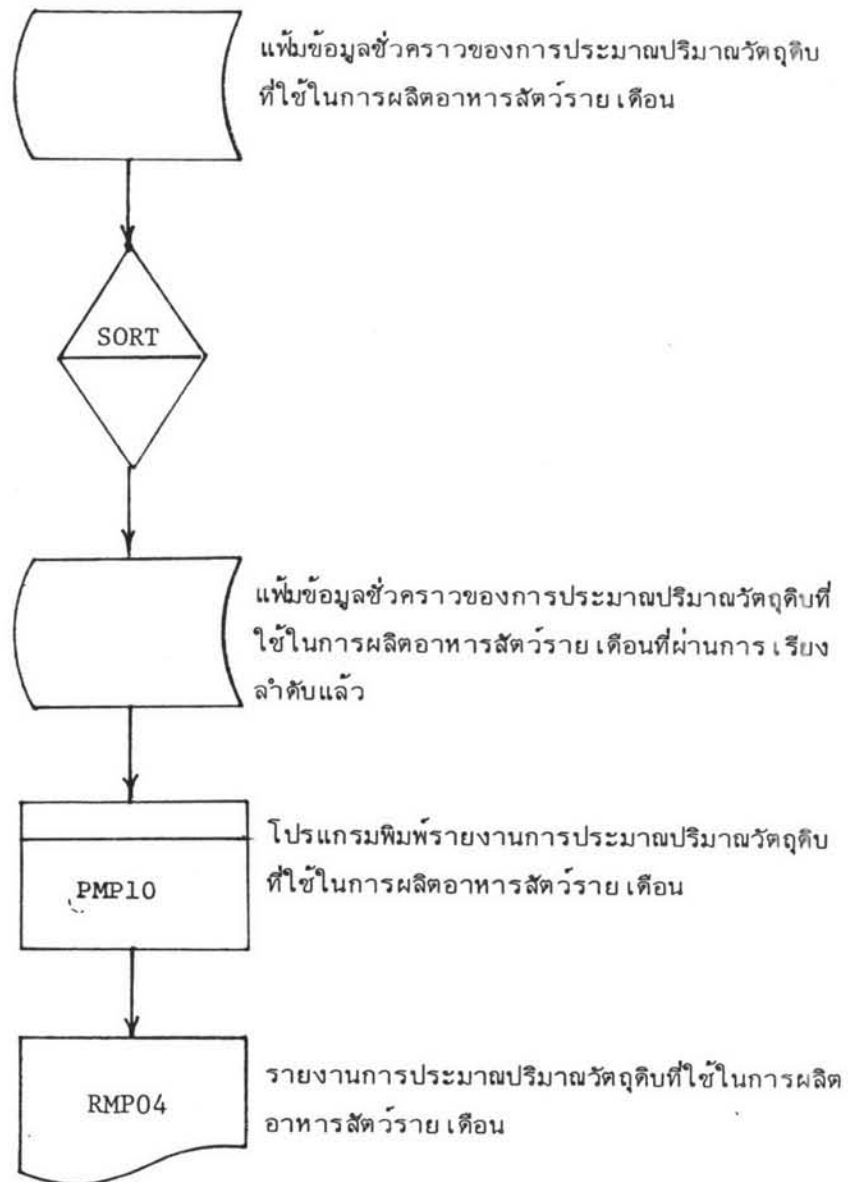 แฟ้มข้อมูลชั่วคราวของการประมาณปริมาณวัตถุดิบ
ที่ใช้ในการผลิตอาหารสัตว์ราย เดือน
SORT
แฟ้มข้อมูลชั่วคราวของการประมาณปริมาณวัตถุดิบที่
ใช้ในการผลิตอาหารสัตว์ราย เดือนที่ผ่านการ เรียง
ลำดับแล้ว
โปรแกรมพิมพ์รายงานการประมาณปริมาณวัตถุดิบ
ที่ใช้ในการผลิตอาหารสัตว์ราย เดือน
PMP10
รายงานการประมาณปริมาณวัตถุดิบที่ใช้ในการผลิต
อาหารสัตว์ราย เดือน
RMP04